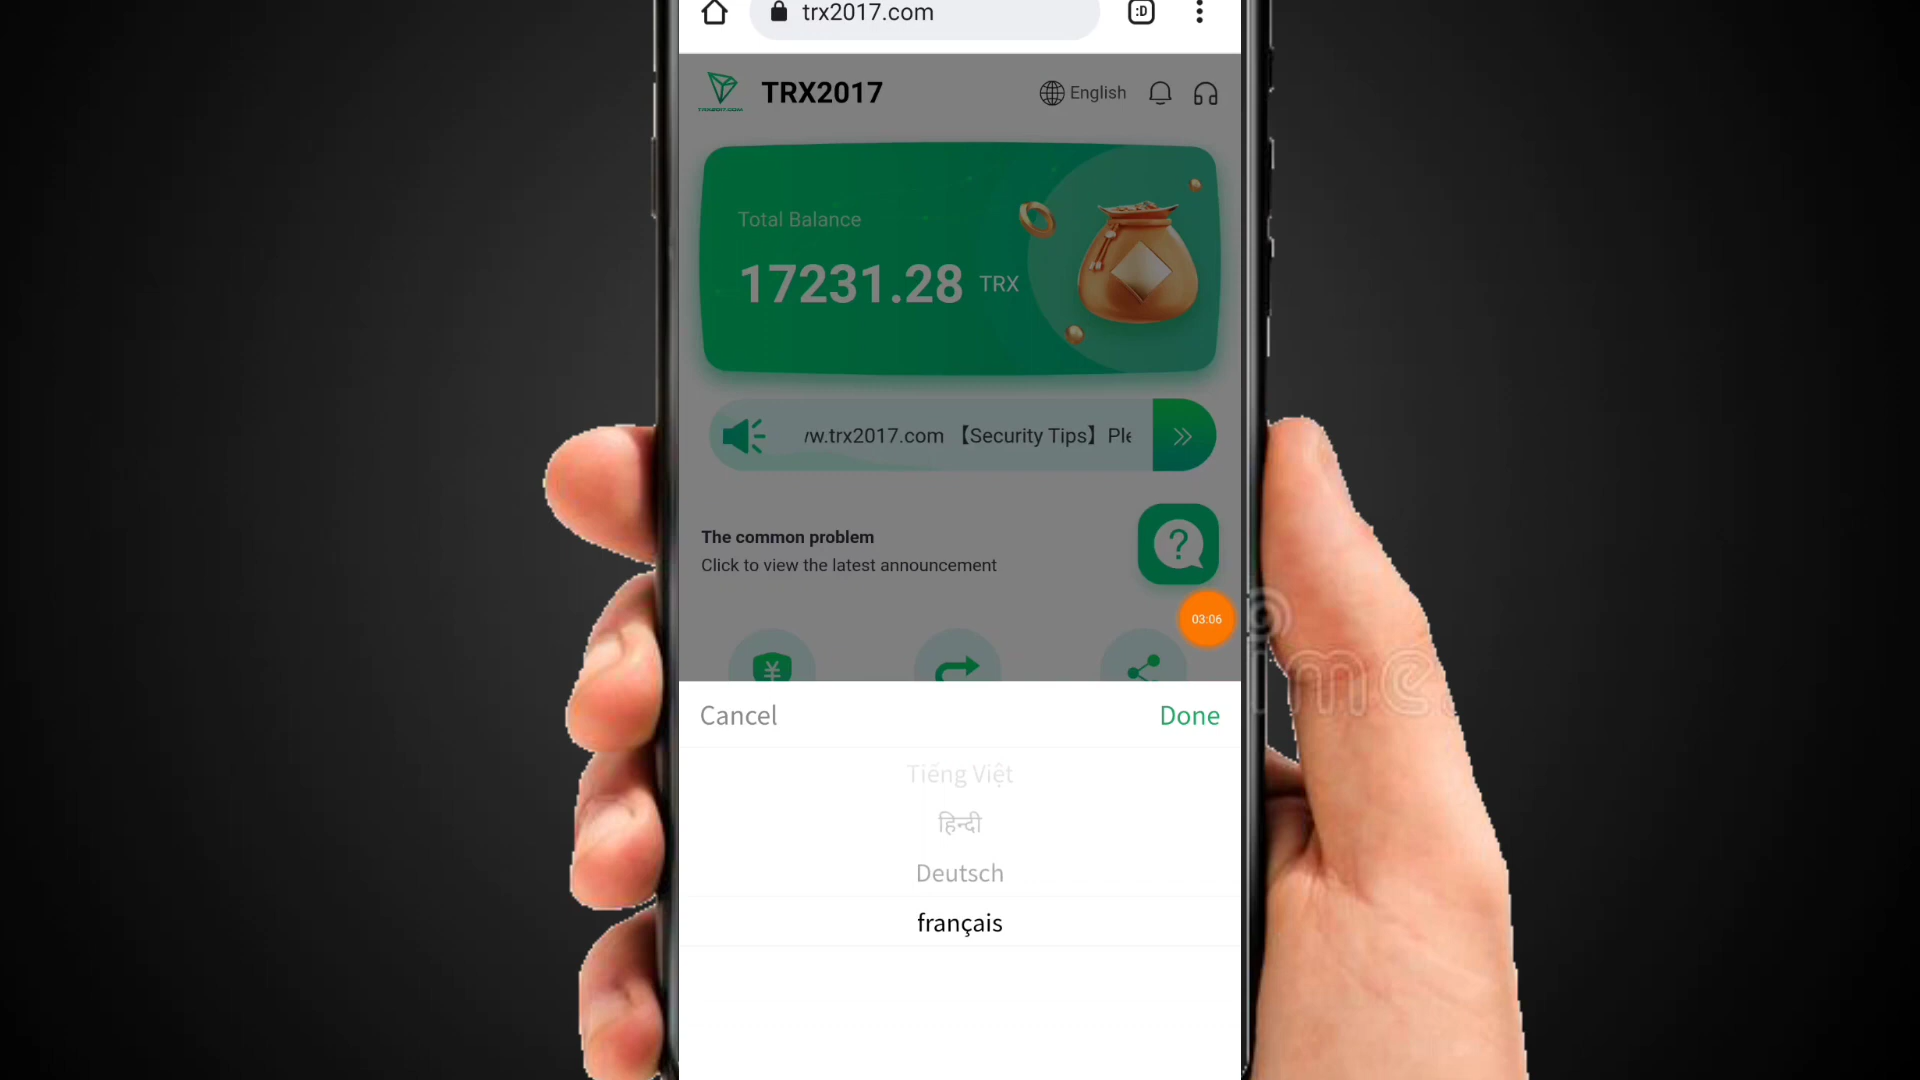 trx2017.com
:D
TRX2017
English
Total Balance
17231.28 TRX
w.trx2017.com 【Security Tips】
The common problem
Click to view the latest announcement
?
03:06
¥
Cancel
Done
Tiếng Việt
हिन्दी
Deutsch
français